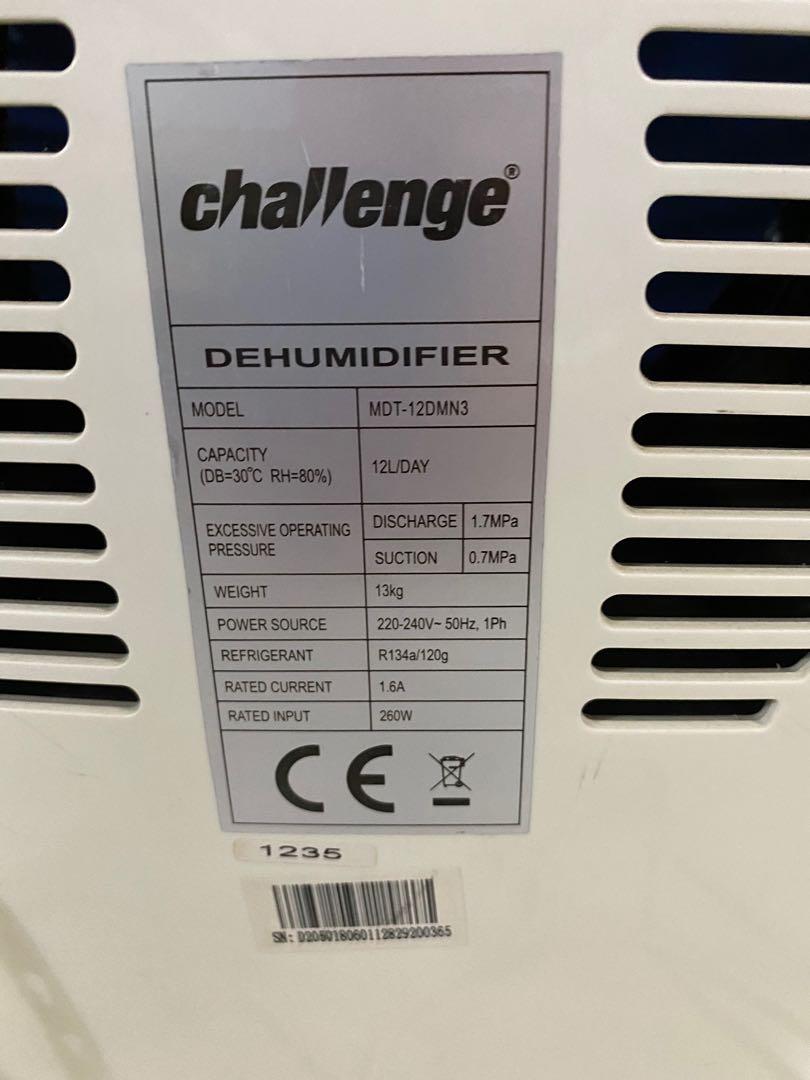 challenge®
DEHUMIDIFIER
MODEL MDT-12DMN3
CAPACITY
(DB=30°C RH=80%) 12L/DAY
EXCESSIVE OPERATING
PRESSURE
DISCHARGE 1.7MPa
SUCTION 0.7MPa
WEIGHT 13kg
POWER SOURCE 220-240V~ 50Hz, 1Ph
REFRIGERANT R134a/120g
RATED CURRENT 1.6A
RATED INPUT 260W
CE
1235
SN: